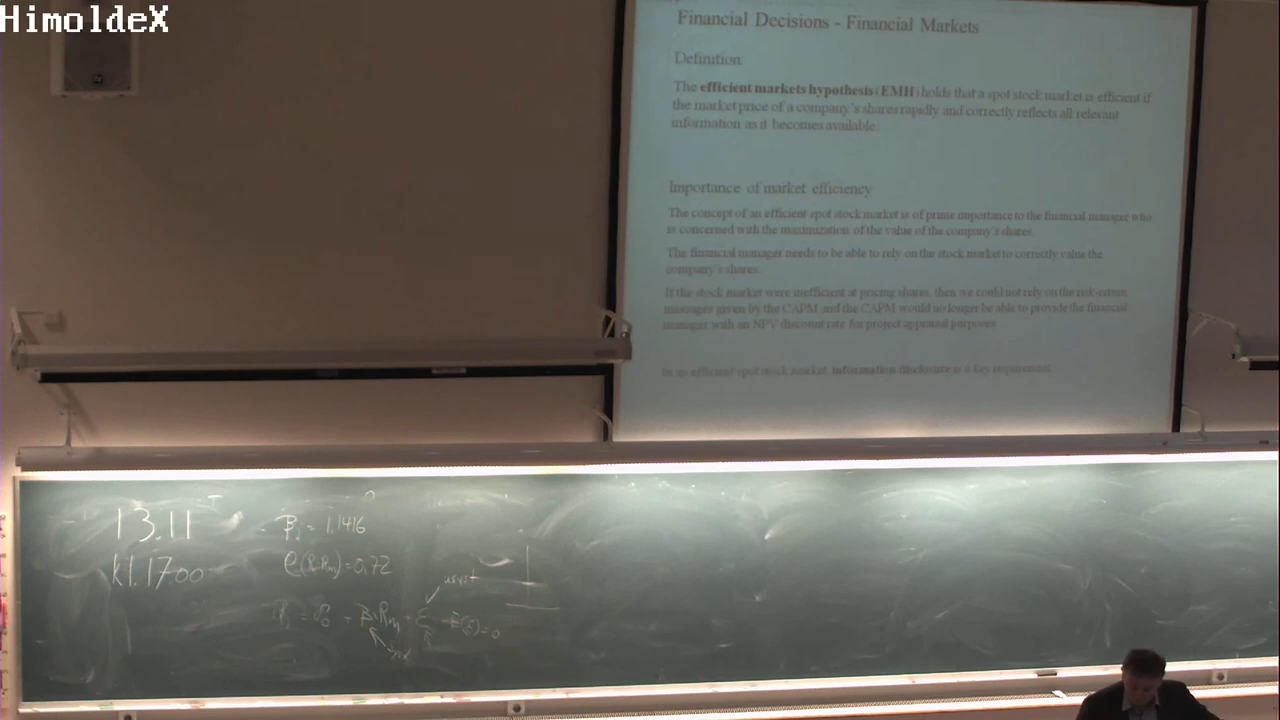 HimoldeX
Financial Decisions - Financial Markets
Definition
The efficient markets hypothesis (EMH) holds that a spot stock market is efficient if
the market price of a company's shares rapidly and correctly reflects all relevant
information as it becomes available.
Importance of market efficiency
The concept of an efficient spot stock market is of prime importance to the financial manager who
is concerned with the maximization of the value of the company's shares.
The financial manager needs to be able to rely on the stock market to correctly value the
company's shares.
If the stock market were inefficient at pricing shares, then we could not rely on the risk-return
given by the CAPM and the CAPM would no longer be able to provide the financial
manager with an NPV discount rate for project appraisal purposes
In an efficient spot stock market, information disclosure is a key requirement.
13.11
kl. 1700
βj = 1.1416
= 0,72
usyst
E(ε)=0